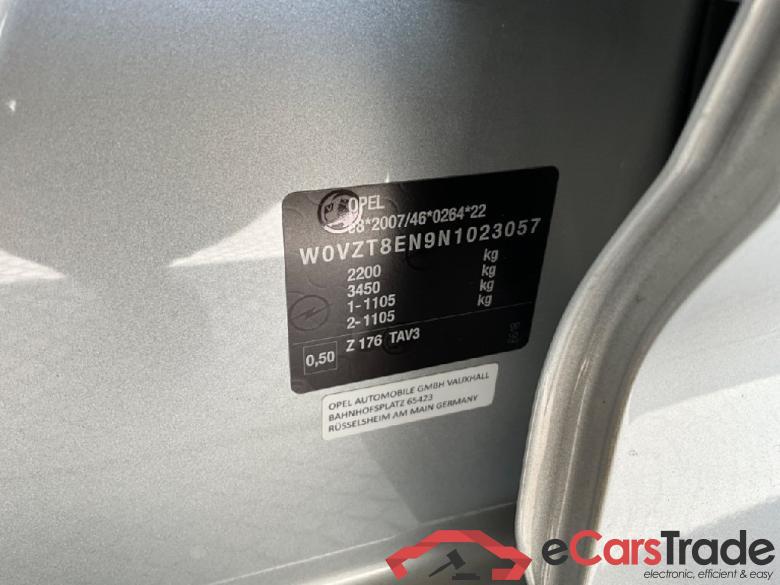 OPEL
*2007/46*0264*22
W0VZT8EN9N1023057
2200 kg
3450 kg
1-1105 kg
2-1105 kg
0,50 Z 176 TAV3
OPEL AUTOMOBILE GMBH VAUXHALL
BAHNHOFSPLATZ 65423
RÜSSELSHEIM AM MAIN GERMANY
eCarsTrade
electronic, efficient & easy